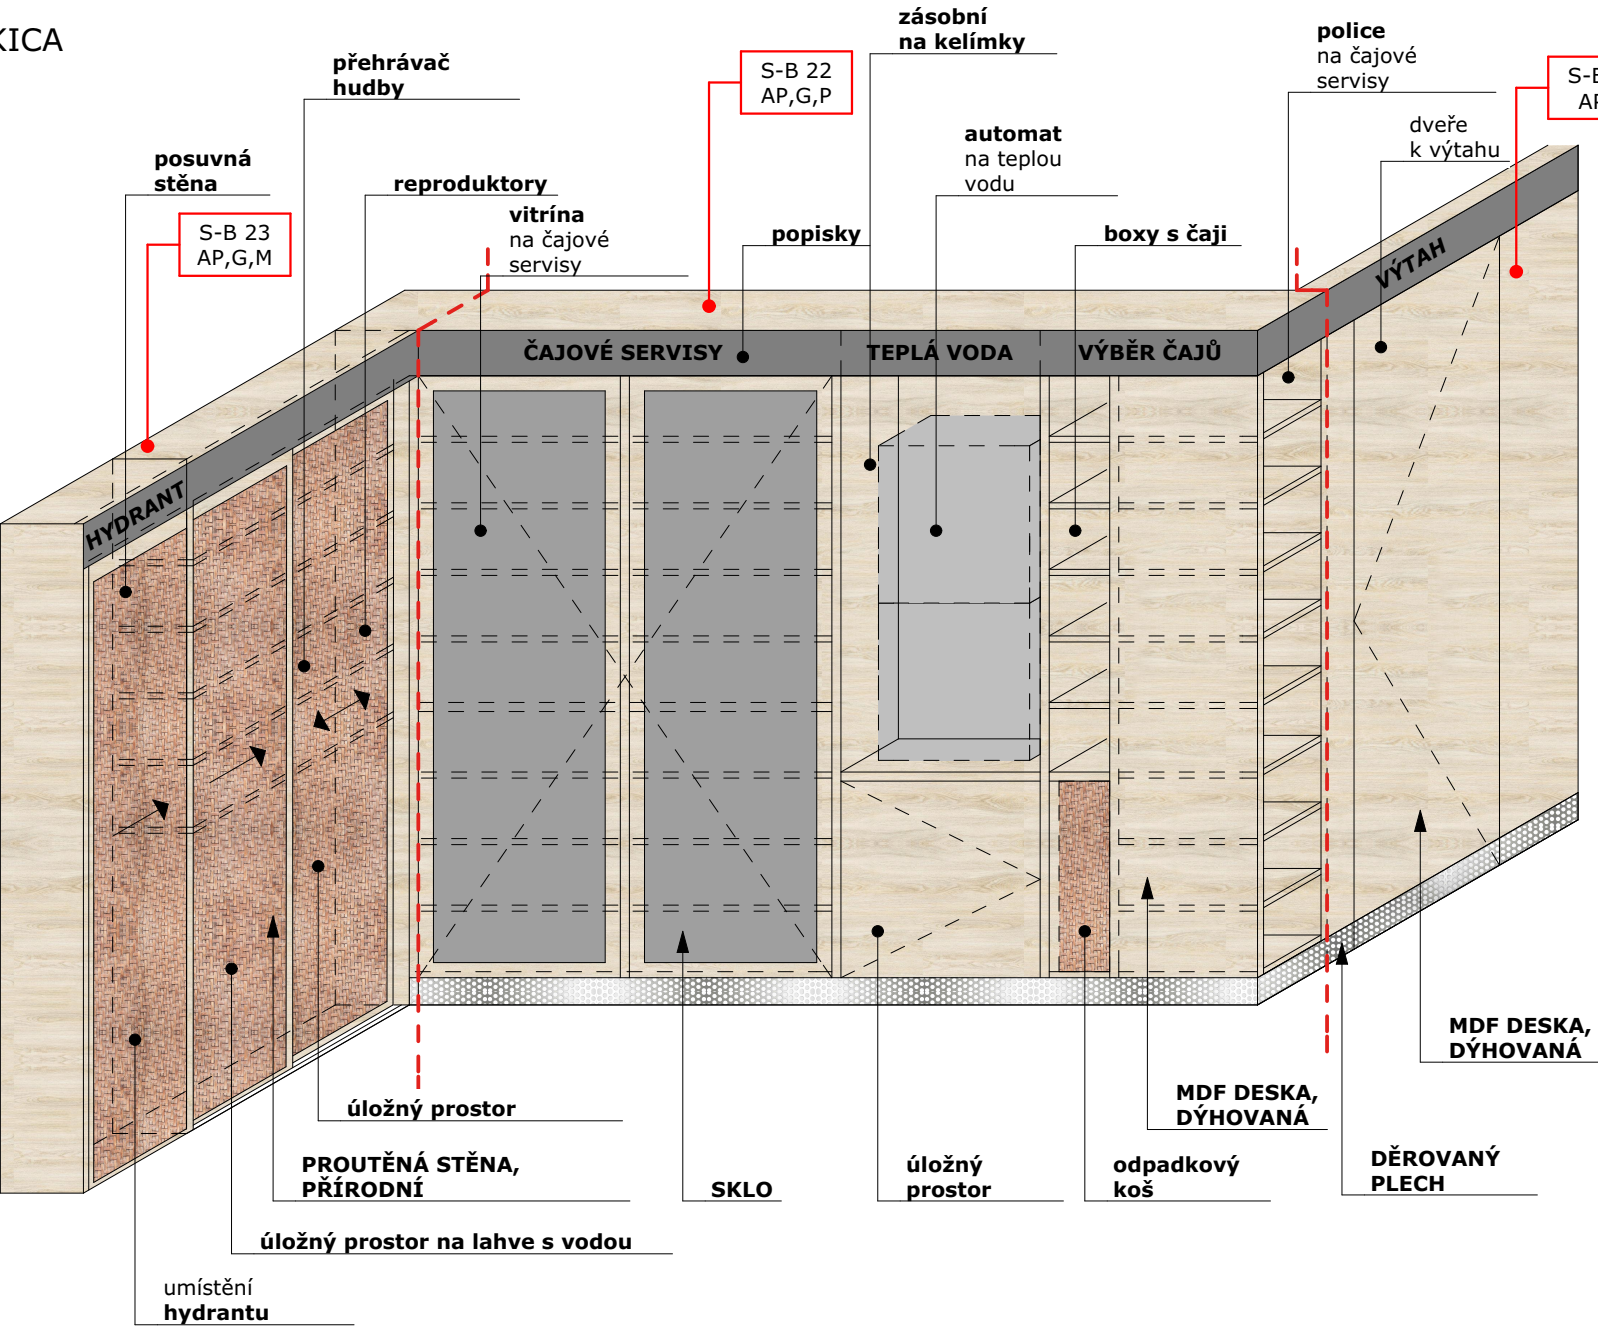 KICA
zásobní
na kelímky
přehrávač
hudby
S-B 22
AP,G,P
police
na čajové
servisy
dveře
k výtahu
automat
na teplou
vodu
posuvná
stěna
reproduktory
vitrína
na čajové
servisy
S-B 23
AP,G,M
popisky
boxy s čaji
VÝTAH
ČAJOVÉ SERVISY
TEPLÁ VODA
VÝBĚR ČAJŮ
HYDRANT
MDF DESKA,
DÝHOVANÁ
úložný prostor
MDF DESKA,
DÝHOVANÁ
PROUTĚNÁ STĚNA,
PŘÍRODNÍ
SKLO
úložný
prostor
odpadkový
koš
DĚROVANÝ
PLECH
úložný prostor na lahve s vodou
umístění
hydrantu